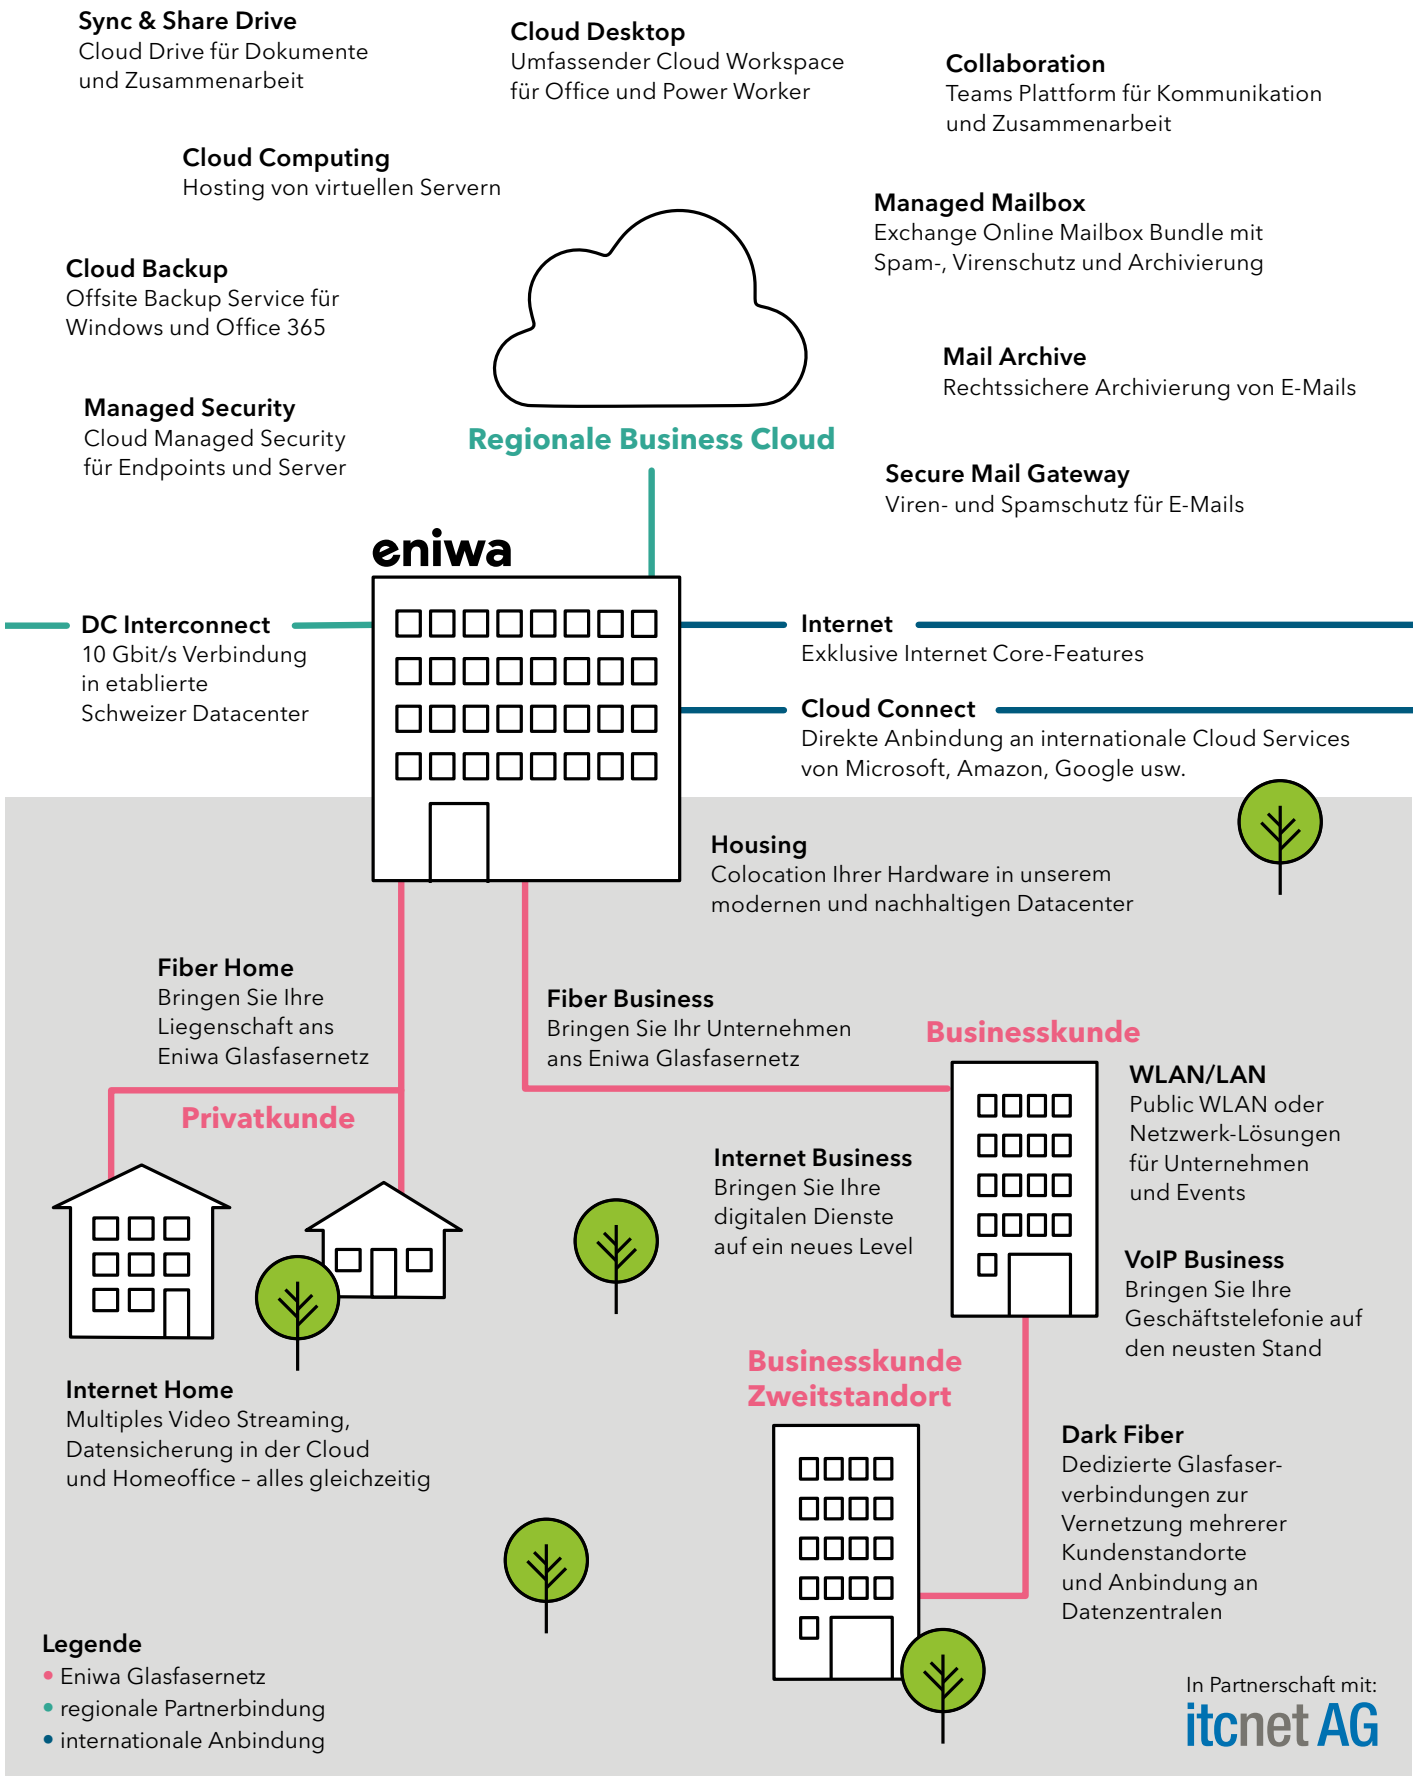 Sync & Share Drive
Cloud Drive für Dokumente
und Zusammenarbeit
Cloud Desktop
Umfassender Cloud Workspace
für Office und Power Worker
Collaboration
Teams Plattform für Kommunikation
und Zusammenarbeit
Cloud Computing
Hosting von virtuellen Servern
Managed Mailbox
Exchange Online Mailbox Bundle mit
Spam-, Virenschutz und Archivierung
Cloud Backup
Offsite Backup Service für
Windows und Office 365
Mail Archive
Rechtssichere Archivierung von E-Mails
Managed Security
Cloud Managed Security
für Endpoints und Server
Regionale Business Cloud
Secure Mail Gateway
Viren- und Spamschutz für E-Mails
eniwa
DC Interconnect
10 Gbit/s Verbindung
in etablierte
Schweizer Datacenter
Internet
Exklusive Internet Core-Features
Cloud Connect
Direkte Anbindung an internationale Cloud Services
von Microsoft, Amazon, Google usw.
Housing
Colocation Ihrer Hardware in unserem
modernen und nachhaltigen Datacenter
Fiber Home
Bringen Sie Ihre
Liegenschaft ans
Eniwa Glasfasernetz
Fiber Business
Bringen Sie Ihr Unternehmen
ans Eniwa Glasfasernetz
Businesskunde
WLAN/LAN
Public WLAN oder
Netzwerk-Lösungen
für Unternehmen
und Events
Privatkunde
Internet Business
Bringen Sie Ihre
digitalen Dienste
auf ein neues Level
VoIP Business
Bringen Sie Ihre
Geschäftstelefonie auf
den neusten Stand
Businesskunde
Zweitstandort
Internet Home
Multiples Video Streaming,
Datensicherung in der Cloud
und Homeoffice – alles gleichzeitig
Dark Fiber
Dedizierte Glasfaser-
verbindungen zur
Vernetzung mehrerer
Kundenstandorte
und Anbindung an
Datenzentralen
Legende
• Eniwa Glasfasernetz
• regionale Partnerbindung
• internationale Anbindung
In Partnerschaft mit:
itcnet AG